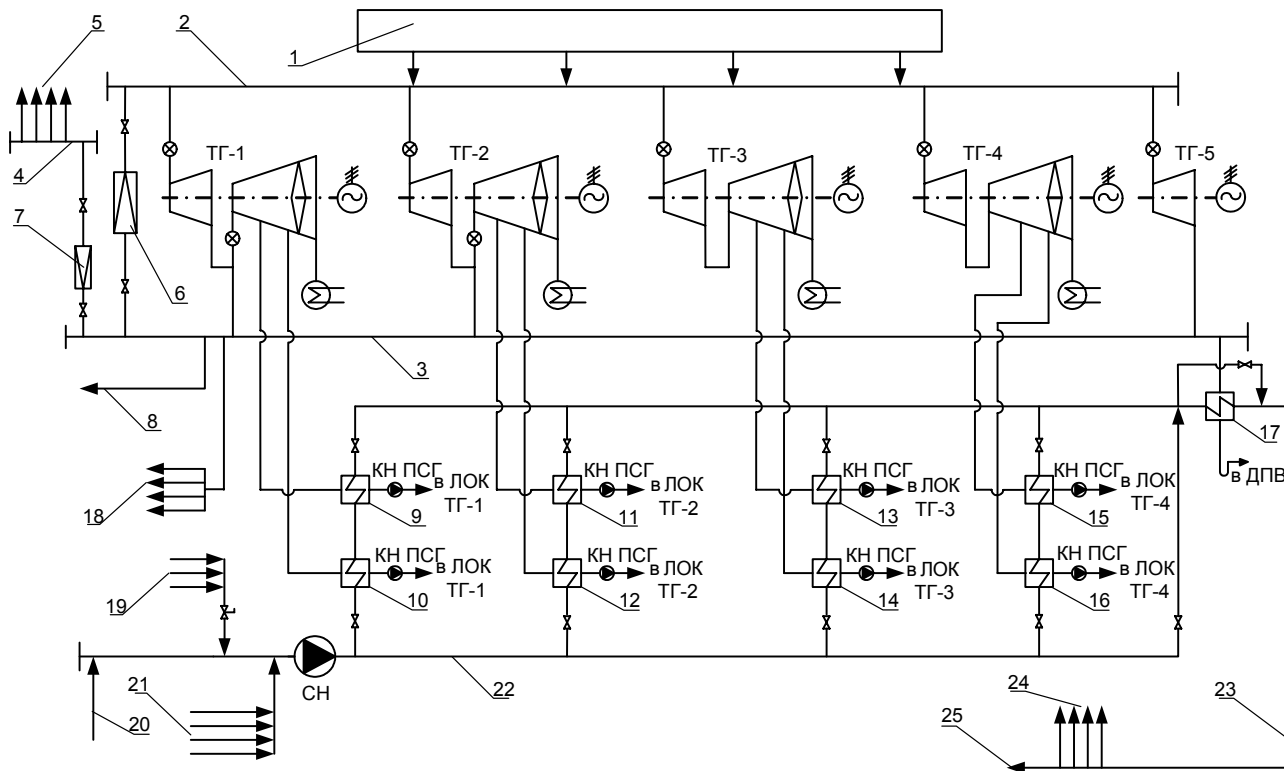 5
2
1
4
ТГ-1
ТГ-2
ТГ-3
ТГ-4
ТГ-5
7
6
3
8
17
в ДПВ
КН ПСГ
в ЛОК
ТГ-1
9
КН ПСГ
в ЛОК
ТГ-2
11
КН ПСГ
в ЛОК
ТГ-3
13
КН ПСГ
в ЛОК
ТГ-4
15
18
КН ПСГ
в ЛОК
ТГ-1
10
КН ПСГ
в ЛОК
ТГ-2
12
КН ПСГ
в ЛОК
ТГ-3
14
КН ПСГ
в ЛОК
ТГ-4
16
19
СН
22
21
20
24
23
25